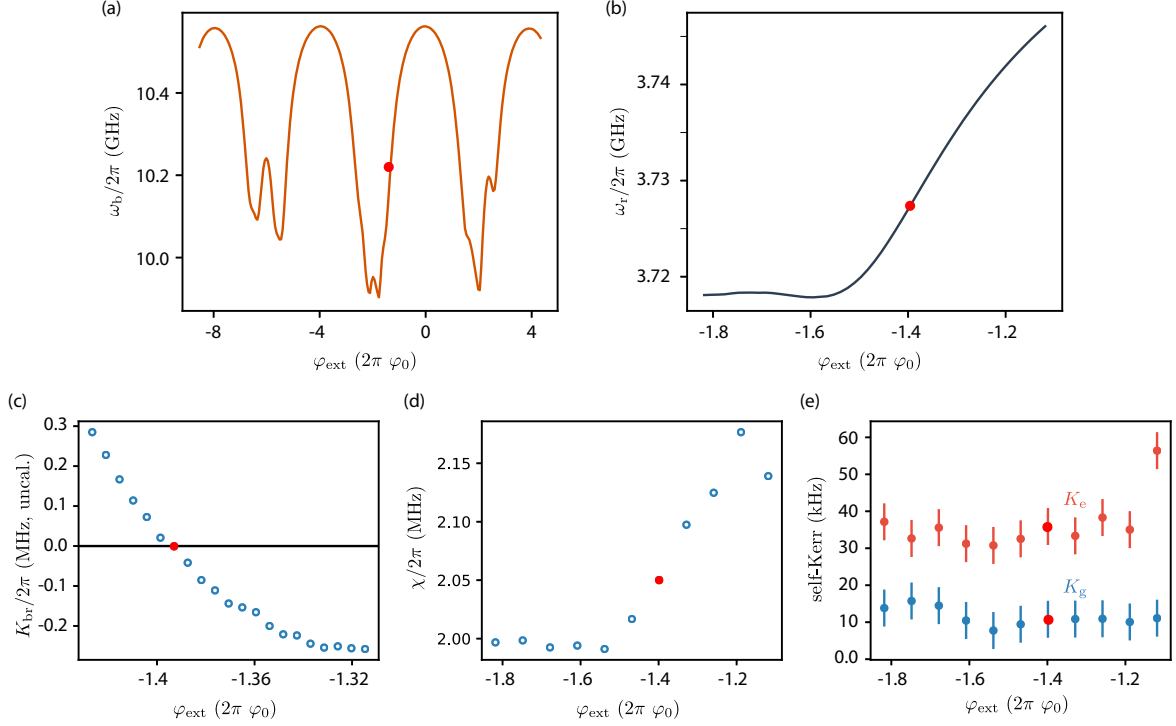 (a)
ω_b/2π (GHz)
10.4
10.2
10.0
-8
-4
0
4
φ_ext (2π φ_0)
(b)
ω_r/2π (GHz)
3.74
3.73
3.72
-1.8
-1.6
-1.4
-1.2
φ_ext (2π φ_0)
(c)
K_br/2π (MHz, uncal.)
0.3
0.2
0.1
0.0
-0.1
-0.2
-1.4
-1.36
-1.32
φ_ext (2π φ_0)
(d)
χ/2π (MHz)
2.15
2.10
2.05
2.00
-1.8
-1.6
-1.4
-1.2
φ_ext (2π φ_0)
(e)
self-Kerr (kHz)
60
50
40
30
20
10
0.0
K_e
K_g
-1.8
-1.6
-1.4
-1.2
φ_ext (2π φ_0)